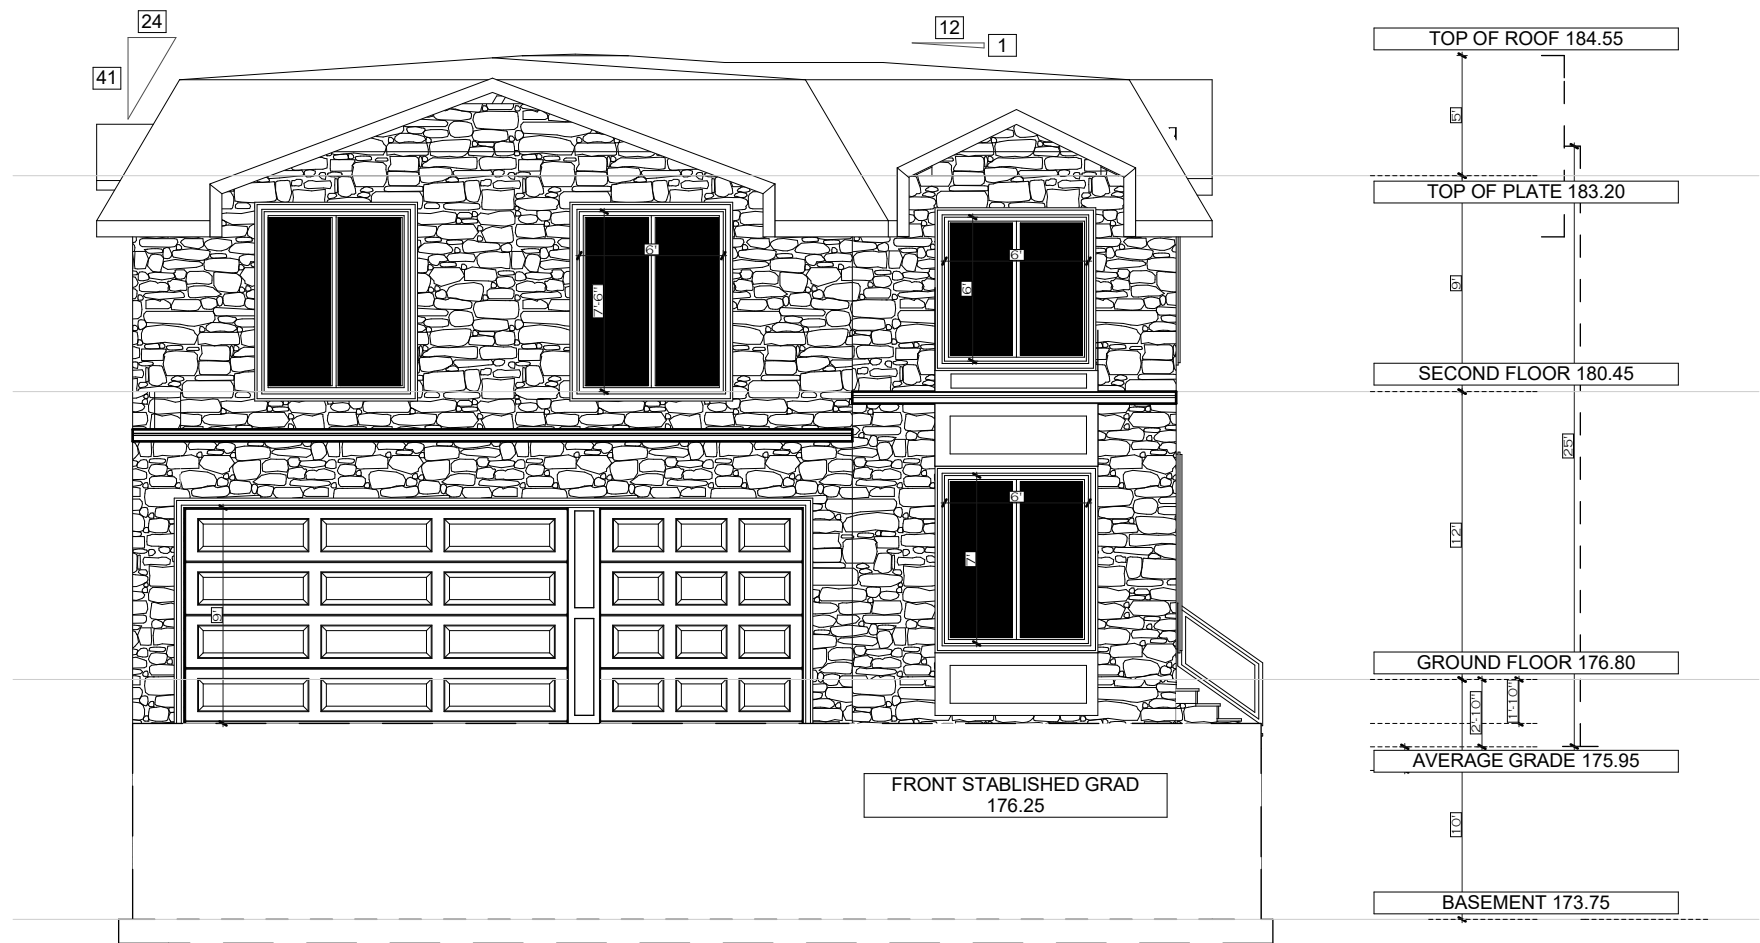 24
41
12
1
TOP OF ROOF 184.55
5'
TOP OF PLATE 183.20
9'
6'
7'-6"
6'
6'
SECOND FLOOR 180.45
25'
12'
6'
7'
9'
GROUND FLOOR 176.80
2'-10"
1'-10"
AVERAGE GRADE 175.95
FRONT STABLISHED GRAD
176.25
10'
BASEMENT 173.75